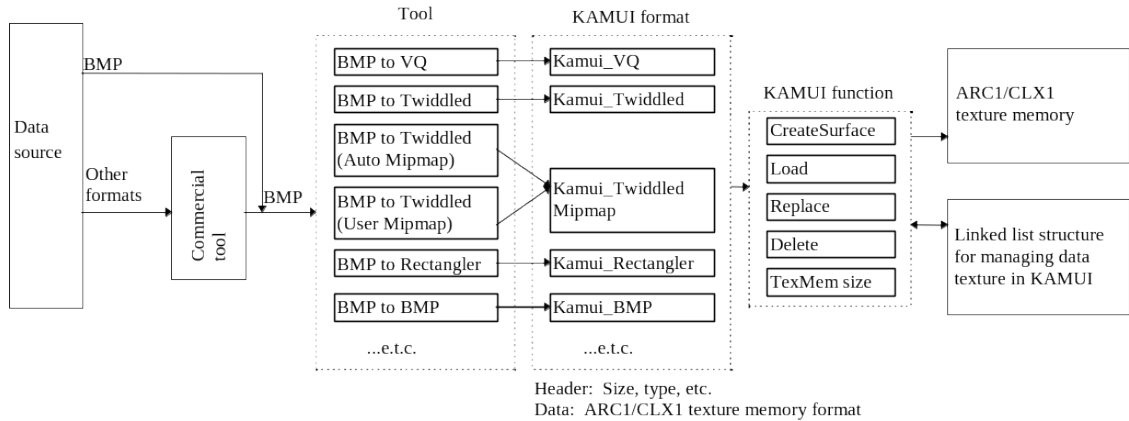 Tool
KAMUI format
BMP
Data
source
Other
formats
Commercial
tool
BMP
BMP to VQ
BMP to Twiddled
BMP to Twiddled
(Auto Mipmap)
BMP to Twiddled
(User Mipmap)
BMP to Rectangler
BMP to BMP
...e.t.c.
Kamui_VQ
Kamui_Twiddled
Kamui_Twiddled
Mipmap
Kamui_Rectangler
Kamui_BMP
...e.t.c.
Header:  Size, type, etc.
Data:  ARC1/CLX1 texture memory format
KAMUI function
CreateSurface
Load
Replace
Delete
TexMem size
ARC1/CLX1
texture memory
Linked list structure
for managing data
texture in KAMUI